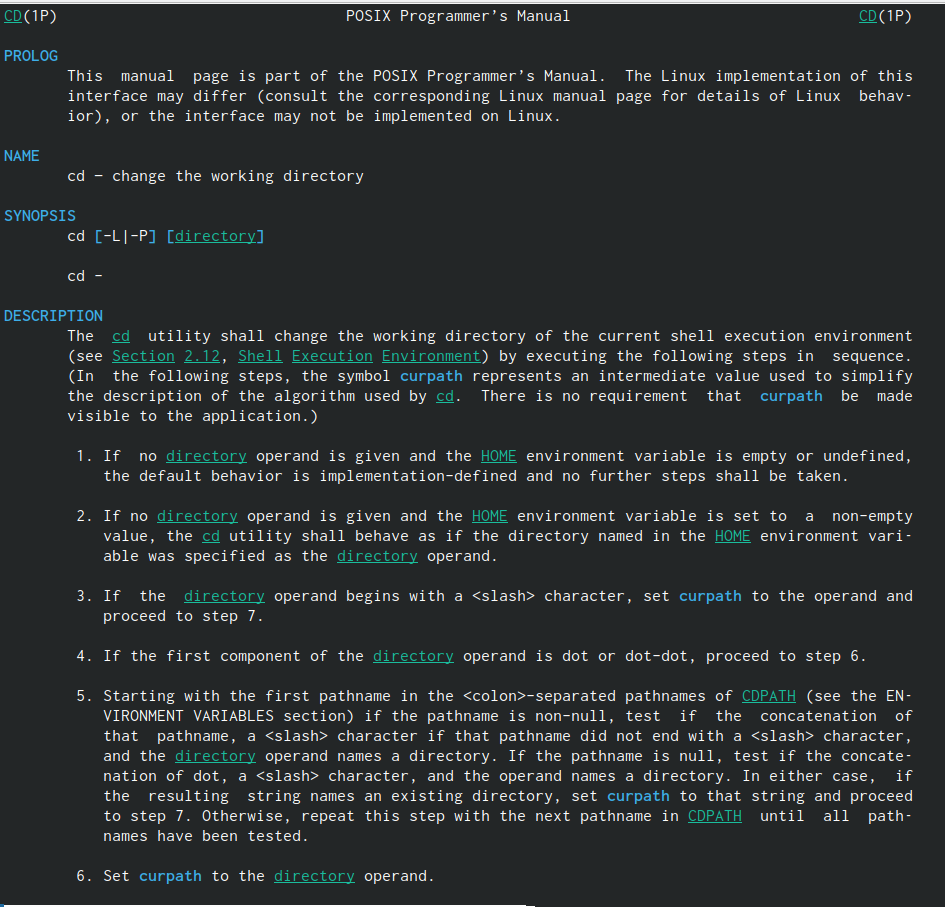 CD(1P) POSIX Programmer’s Manual CD(1P)
PROLOG
This manual page is part of the POSIX Programmer’s Manual. The Linux implementation of this
interface may differ (consult the corresponding Linux manual page for details of Linux behav‐
ior), or the interface may not be implemented on Linux.
NAME
cd — change the working directory
SYNOPSIS
cd [-L|-P] [directory]
cd -
DESCRIPTION
The cd utility shall change the working directory of the current shell execution environment
(see Section 2.12, Shell Execution Environment) by executing the following steps in sequence.
(In the following steps, the symbol curpath represents an intermediate value used to simplify
the description of the algorithm used by cd. There is no requirement that curpath be made
visible to the application.)
1. If no directory operand is given and the HOME environment variable is empty or undefined,
the default behavior is implementation-defined and no further steps shall be taken.
2. If no directory operand is given and the HOME environment variable is set to a non-empty
value, the cd utility shall behave as if the directory named in the HOME environment vari‐
able was specified as the directory operand.
3. If the directory operand begins with a <slash> character, set curpath to the operand and
proceed to step 7.
4. If the first component of the directory operand is dot or dot-dot, proceed to step 6.
5. Starting with the first pathname in the <colon>-separated pathnames of CDPATH (see the EN‐
VIRONMENT VARIABLES section) if the pathname is non-null, test if the concatenation of
that pathname, a <slash> character if that pathname did not end with a <slash> character,
and the directory operand names a directory. If the pathname is null, test if the concate‐
nation of dot, a <slash> character, and the operand names a directory. In either case, if
the resulting string names an existing directory, set curpath to that string and proceed
to step 7. Otherwise, repeat this step with the next pathname in CDPATH until all path‐
names have been tested.
6. Set curpath to the directory operand.